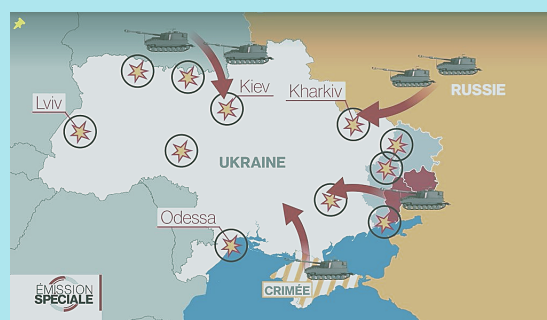 Kiev
Lviv
Kharkiv
RUSSIE
UKRAINE
Odessa
CRIMÉE
ÉMISSION
SPÉCIALE